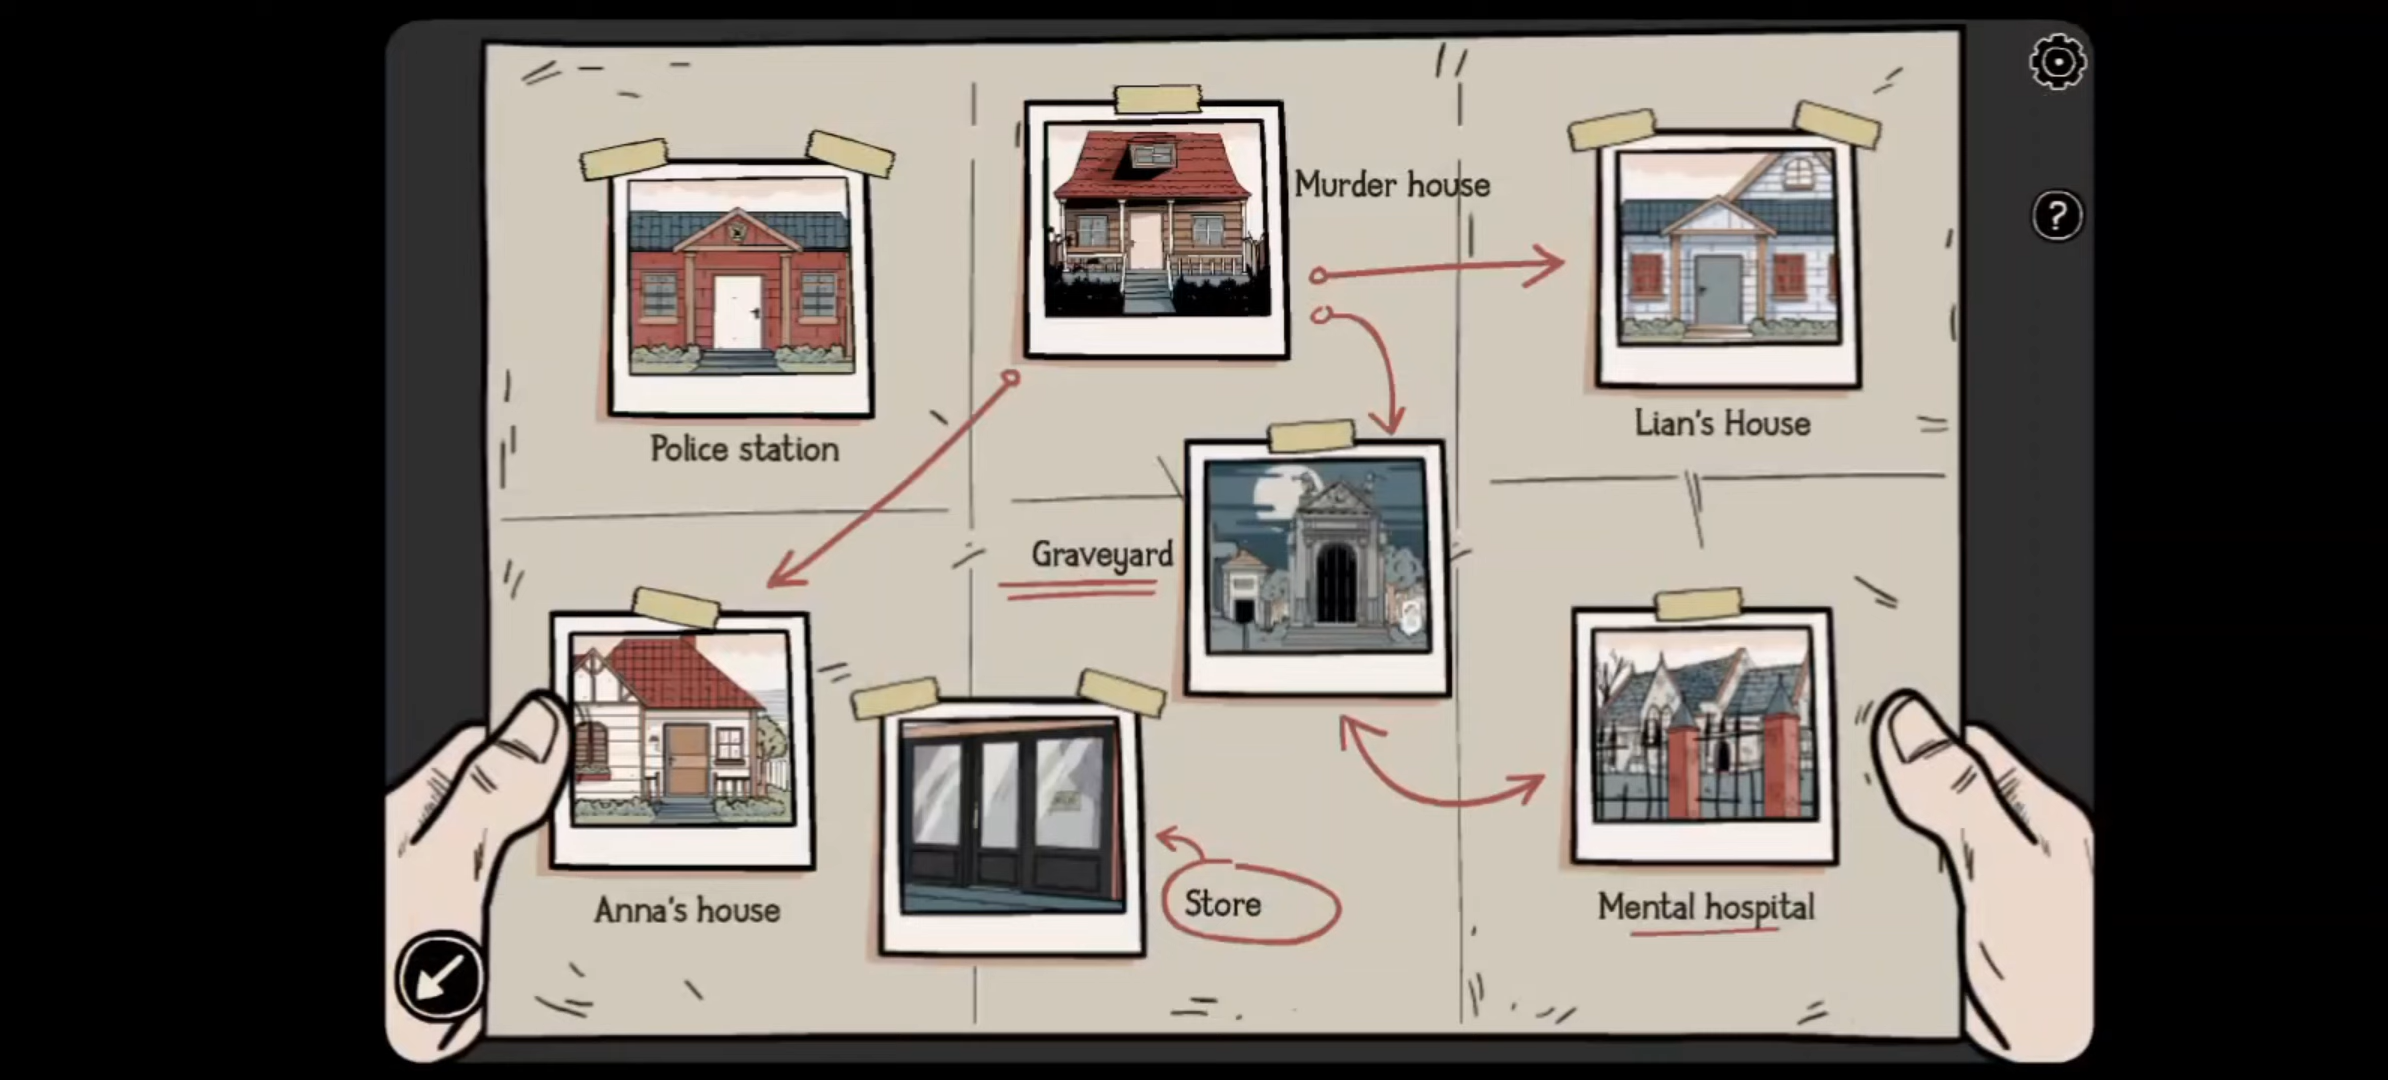 Murder house
Police station
Lian's House
Graveyard
Anna's house
Store
Mental hospital
?